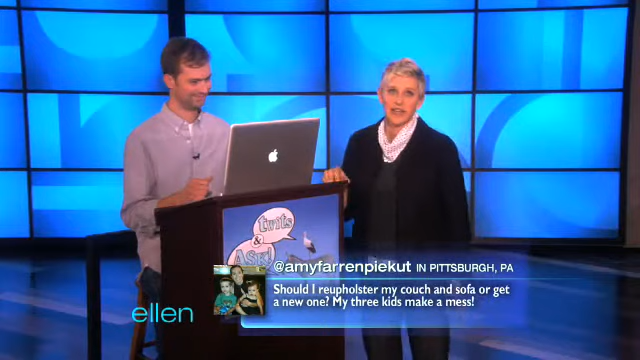 twits
&
ASK!
@amyfarrenpiekut IN PITTSBURGH, PA
Should I reupholster my couch and sofa or get
a new one? My three kids make a mess!
ellen